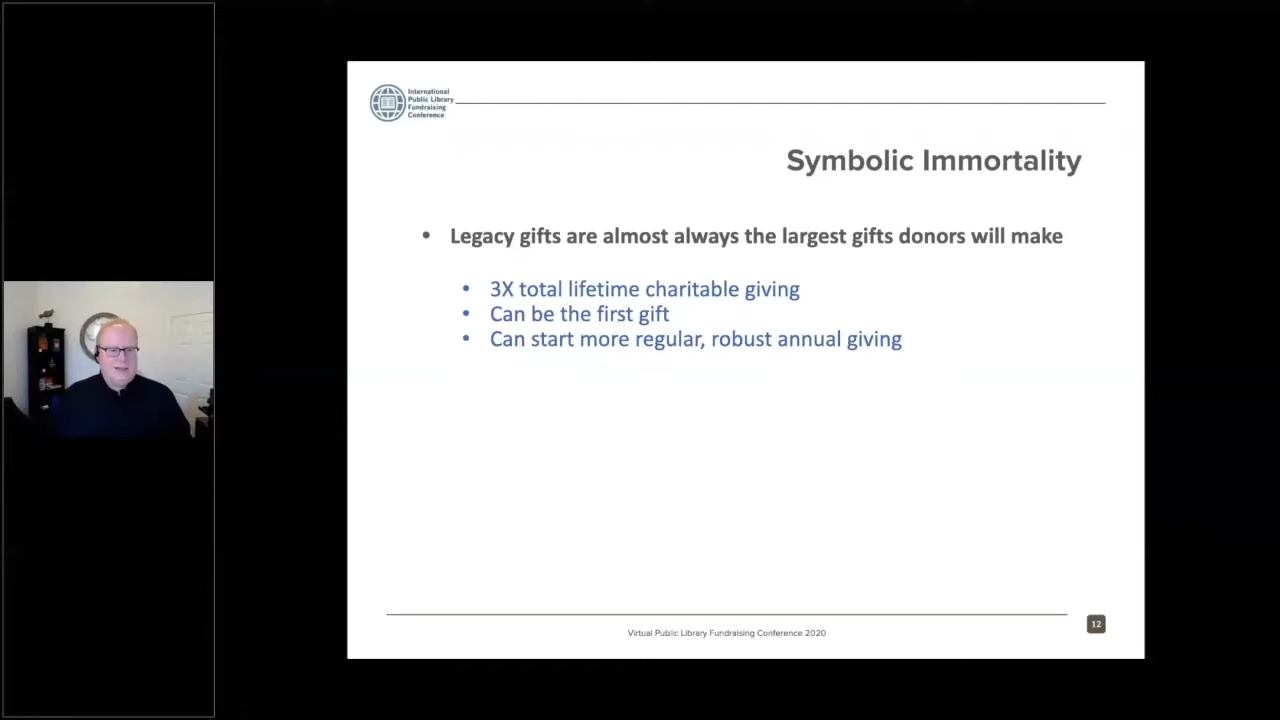 International
Public Library
Fundraising
Conference
Symbolic Immortality
• Legacy gifts are almost always the largest gifts donors will make
• 3X total lifetime charitable giving
• Can be the first gift
• Can start more regular, robust annual giving
Virtual Public Library Fundraising Conference 2020
12